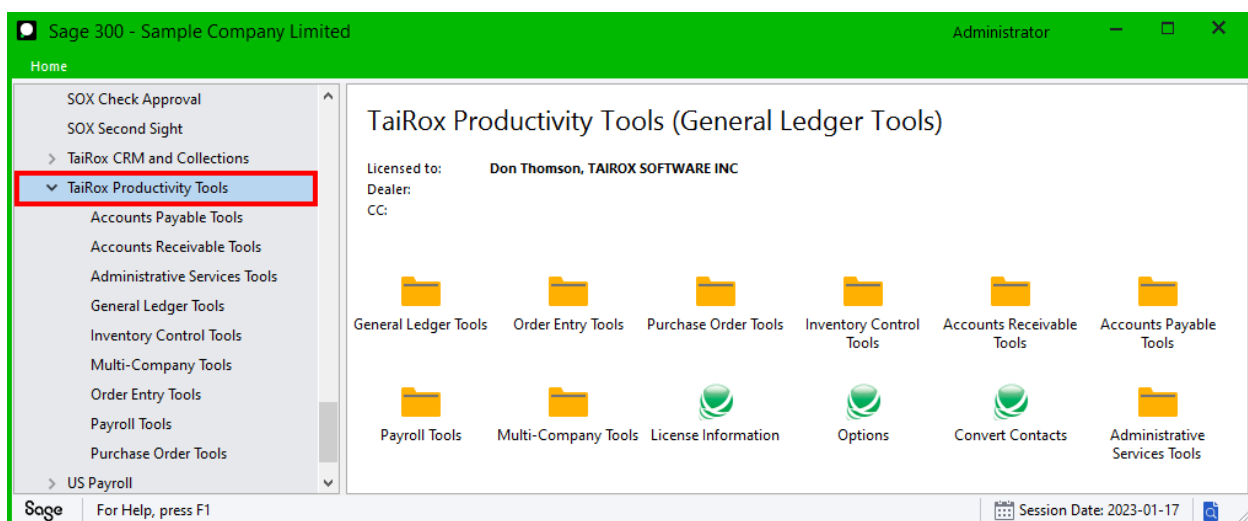 Sage 300 - Sample Company Limited
Administrator
Home
SOX Check Approval
SOX Second Sight
TaiRox CRM and Collections
TaiRox Productivity Tools
Accounts Payable Tools
Accounts Receivable Tools
Administrative Services Tools
General Ledger Tools
Inventory Control Tools
Multi-Company Tools
Order Entry Tools
Payroll Tools
Purchase Order Tools
US Payroll
TaiRox Productivity Tools (General Ledger Tools)
Licensed to: Don Thomson, TAIROX SOFTWARE INC
Dealer:
CC:
General Ledger Tools
Order Entry Tools
Purchase Order Tools
Inventory Control
Tools
Accounts Receivable
Tools
Accounts Payable
Tools
Payroll Tools
Multi-Company Tools
License Information
Options
Convert Contacts
Administrative
Services Tools
Sage
For Help, press F1
Session Date: 2023-01-17